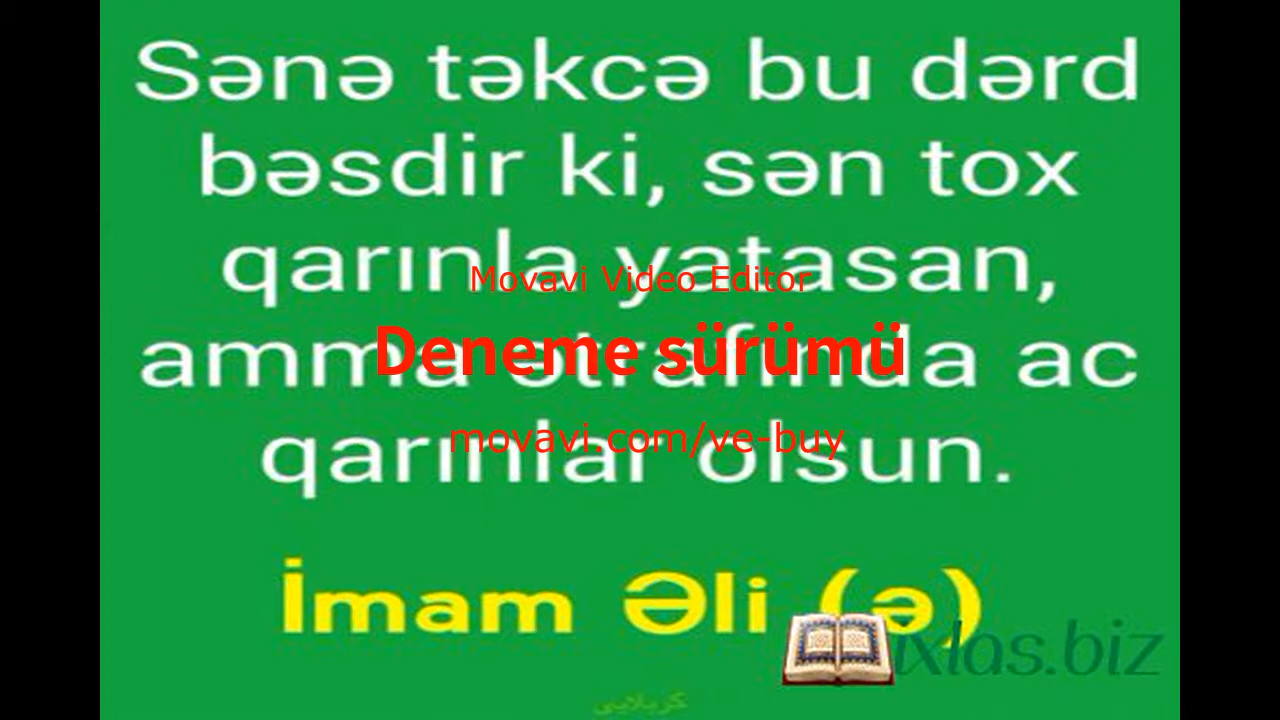 Sənə təkcə bu dərd
bəsdir ki, sən tox
qarınla yatasan,
Movavi Video Editor
amma ətrafında ac
Deneme sürümü
qarınlar olsun.
movavi.com/ve-buy
İmam Əli (ə)
ixlas.biz
کربلایی